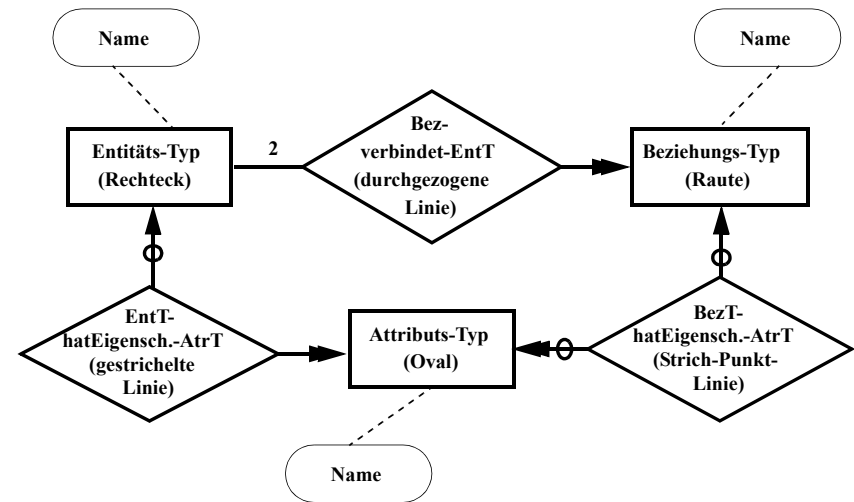 Name
Name
Bez-
verbindet-EntT
(durchgezogene
Linie)
Entitäts-Typ
(Rechteck)
2
Beziehungs-Typ
(Raute)
EntT-
hatEigensch.-AtrT
(gestrichelte
Linie)
Attributs-Typ
(Oval)
BezT-
hatEigensch.-AtrT
(Strich-Punkt-
Linie)
Name